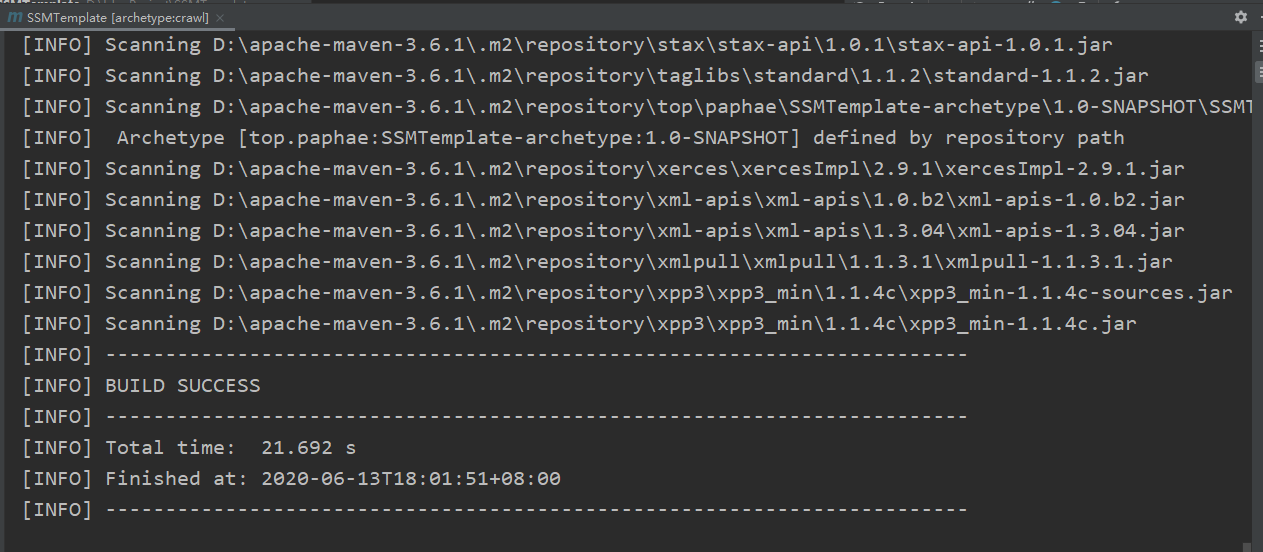 SSMTemplate [archetype:crawl]
[INFO] Scanning D:\apache-maven-3.6.1\.m2\repository\stax\stax-api\1.0.1\stax-api-1.0.1.jar
[INFO] Scanning D:\apache-maven-3.6.1\.m2\repository\taglibs\standard\1.1.2\standard-1.1.2.jar
[INFO] Scanning D:\apache-maven-3.6.1\.m2\repository\top\paphae\SSMTemplate-archetype\1.0-SNAPSHOT\SSMT
[INFO]  Archetype [top.paphae:SSMTemplate-archetype:1.0-SNAPSHOT] defined by repository path
[INFO] Scanning D:\apache-maven-3.6.1\.m2\repository\xerces\xercesImpl\2.9.1\xercesImpl-2.9.1.jar
[INFO] Scanning D:\apache-maven-3.6.1\.m2\repository\xml-apis\xml-apis\1.0.b2\xml-apis-1.0.b2.jar
[INFO] Scanning D:\apache-maven-3.6.1\.m2\repository\xml-apis\xml-apis\1.3.04\xml-apis-1.3.04.jar
[INFO] Scanning D:\apache-maven-3.6.1\.m2\repository\xmlpull\xmlpull\1.1.3.1\xmlpull-1.1.3.1.jar
[INFO] Scanning D:\apache-maven-3.6.1\.m2\repository\xpp3\xpp3_min\1.1.4c\xpp3_min-1.1.4c-sources.jar
[INFO] Scanning D:\apache-maven-3.6.1\.m2\repository\xpp3\xpp3_min\1.1.4c\xpp3_min-1.1.4c.jar
[INFO] ------------------------------------------------------------------------
[INFO] BUILD SUCCESS
[INFO] ------------------------------------------------------------------------
[INFO] Total time:  21.692 s
[INFO] Finished at: 2020-06-13T18:01:51+08:00
[INFO] ------------------------------------------------------------------------